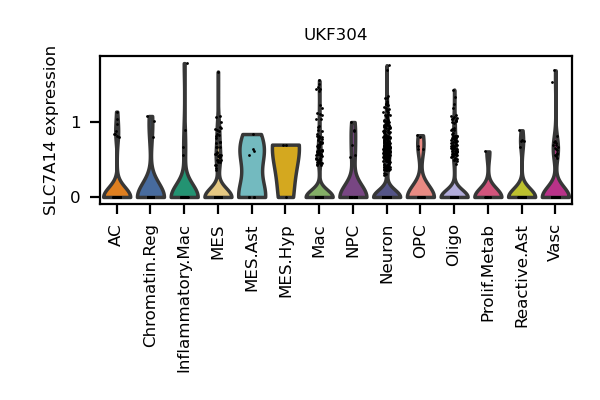 UKF304
SLC7A14 expression
1
0
AC
Chromatin.Reg
Inflammatory.Mac
MES
MES.Ast
MES.Hyp
Mac
NPC
Neuron
OPC
Oligo
Prolif.Metab
Reactive.Ast
Vasc